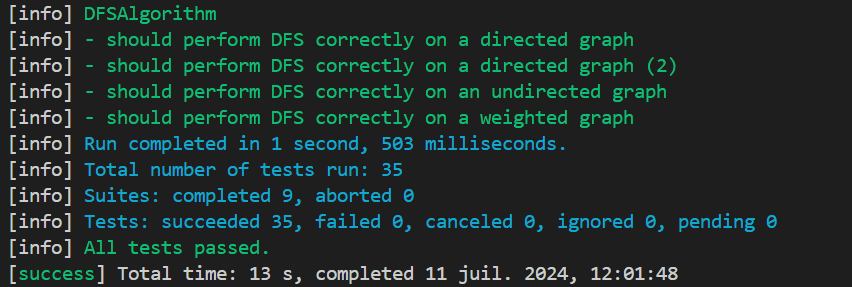 [info] DFSAlgorithm
[info] - should perform DFS correctly on a directed graph
[info] - should perform DFS correctly on a directed graph (2)
[info] - should perform DFS correctly on an undirected graph
[info] - should perform DFS correctly on a weighted graph
[info] Run completed in 1 second, 503 milliseconds.
[info] Total number of tests run: 35
[info] Suites: completed 9, aborted 0
[info] Tests: succeeded 35, failed 0, canceled 0, ignored 0, pending 0
[info] All tests passed.
[success] Total time: 13 s, completed 11 juil. 2024, 12:01:48